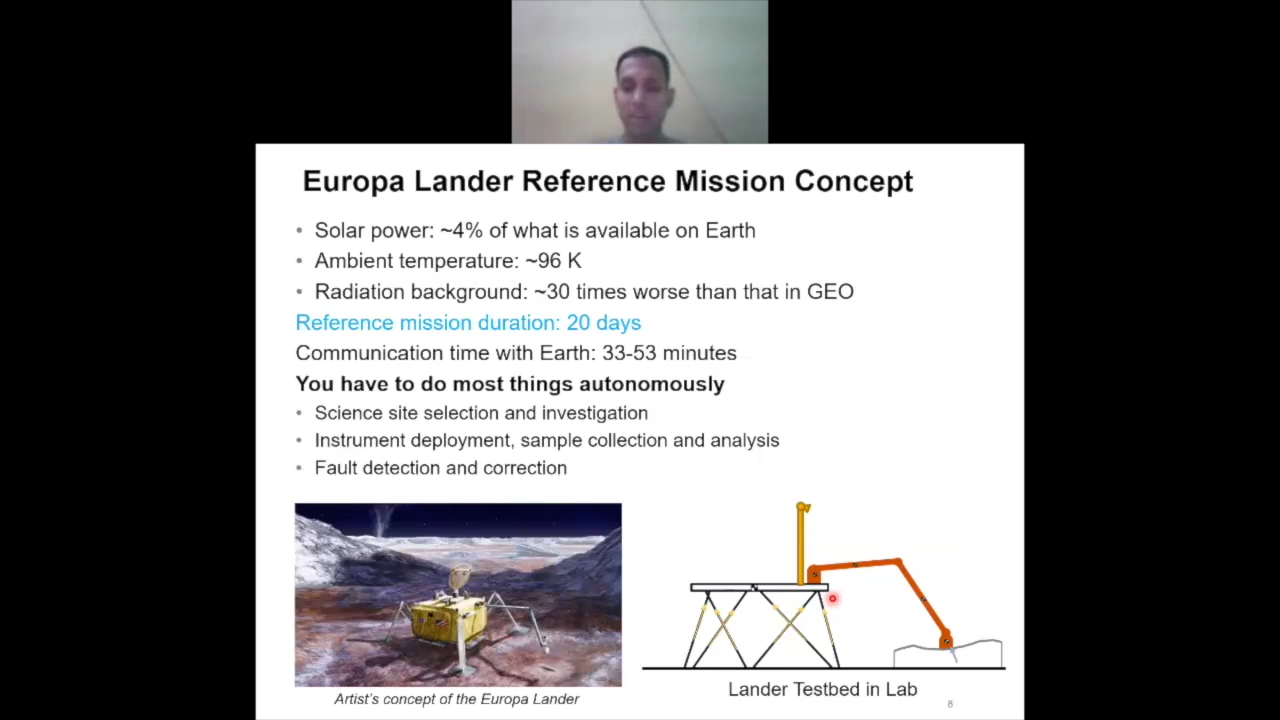 Europa Lander Reference Mission Concept
• Solar power: ~4% of what is available on Earth
• Ambient temperature: ~96 K
• Radiation background: ~30 times worse than that in GEO
Reference mission duration: 20 days
Communication time with Earth: 33-53 minutes
You have to do most things autonomously
• Science site selection and investigation
• Instrument deployment, sample collection and analysis
• Fault detection and correction
Artist's concept of the Europa Lander
Lander Testbed in Lab
8